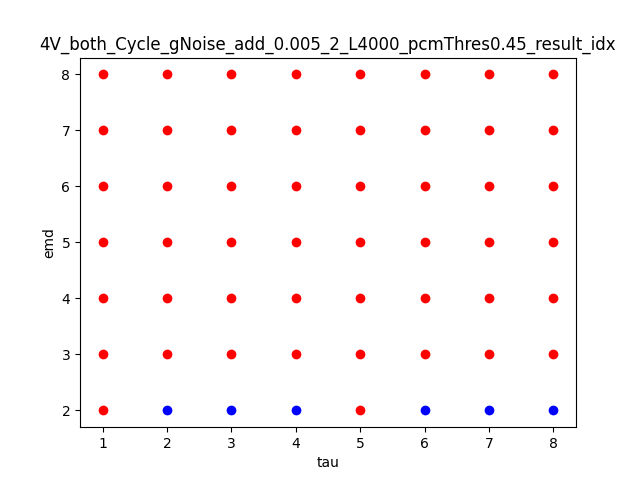 4V_both_Cycle_gNoise_add_0.005_2_L4000_pcmThres0.45_result_idx
8
7
6
5
4
3
2
emd
1 2 3 4 5 6 7 8
tau